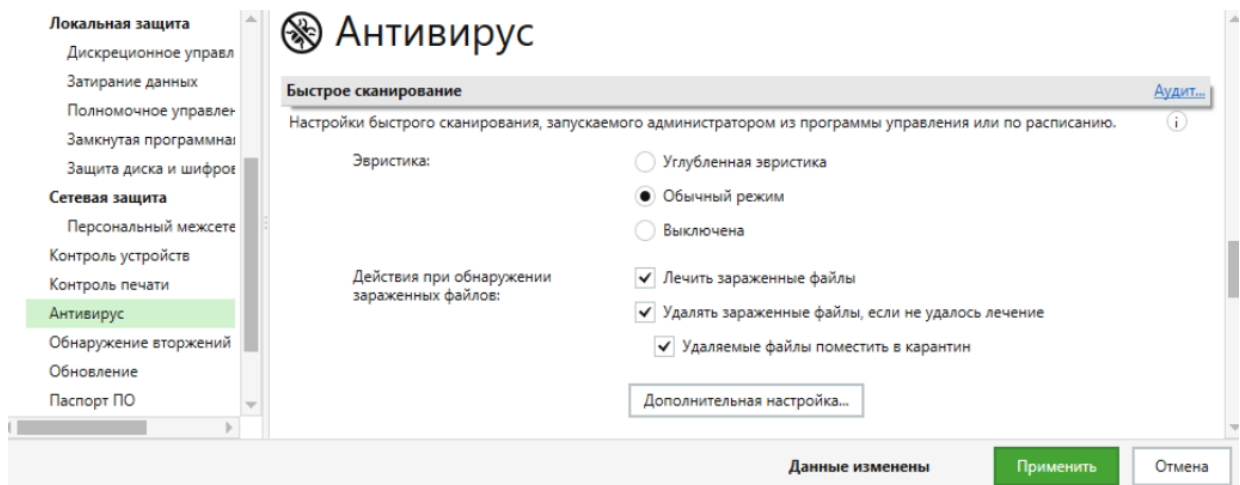 Локальная защита
Дискреционное управл
Затирание данных
Полномочное управлен
Замкнутая программна
Защита диска и шифров
Сетевая защита
Персональный межсете
Контроль устройств
Контроль печати
Антивирус
Обнаружение вторжений
Обновление
Паспорт ПО
Антивирус
Быстрое сканирование Аудит...
Настройки быстрого сканирования, запускаемого администратором из программы управления или по расписанию.
Эвристика:
Углубленная эвристика
Обычный режим
Выключена
Действия при обнаружении
зараженных файлов:
Лечить зараженные файлы
Удалять зараженные файлы, если не удалось лечение
Удаляемые файлы поместить в карантин
Дополнительная настройка...
Данные изменены
Применить
Отмена